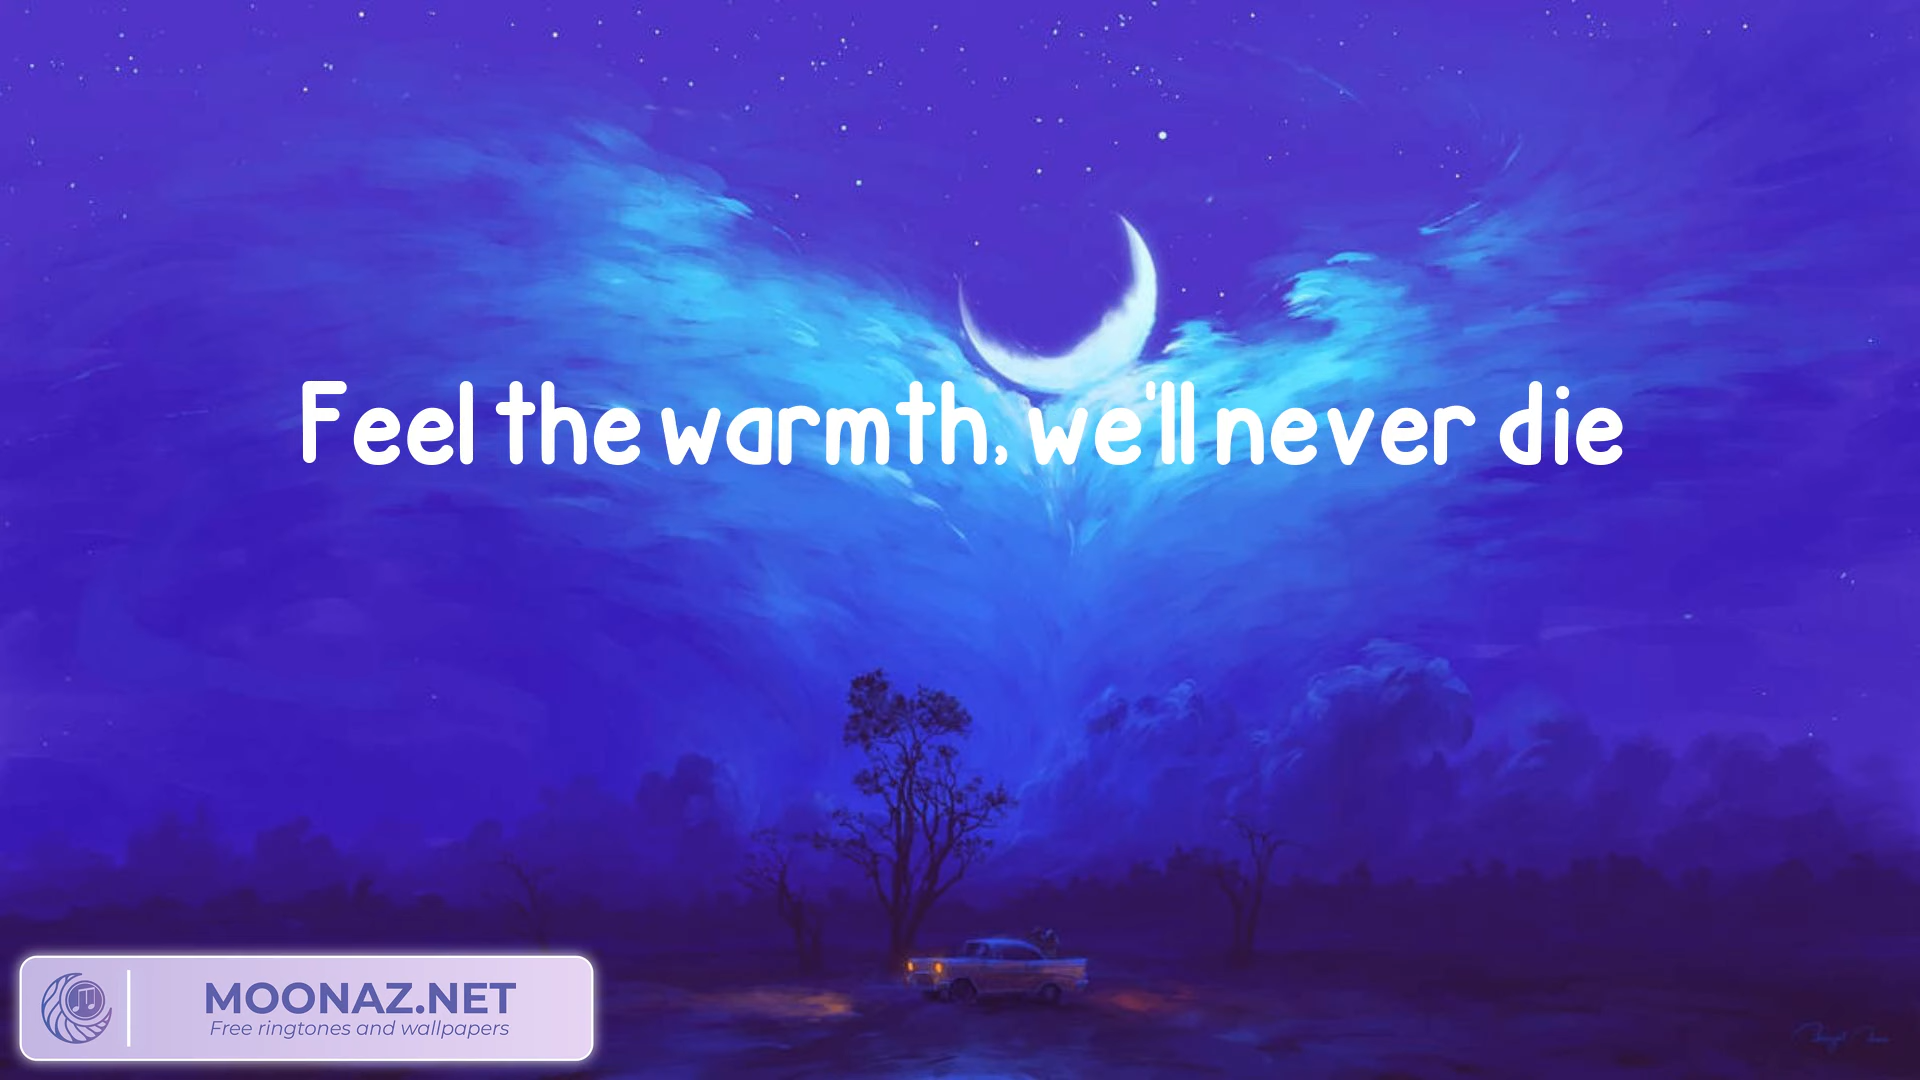 Feel the warmth, we'll never die
MOONAZ.NET
Free ringtones and wallpapers